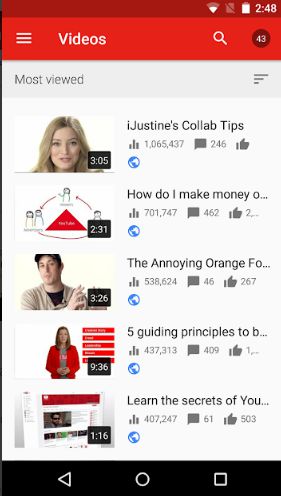 2:48
Videos
43
Most viewed
iJustine's Collab Tips
3:05
1,065,437 246
How do I make money o...
YouTube
2:31
701,747 462 2,...
The Annoying Orange Fo...
3:26
538,624 46 267
5 guiding principles to b...
9:36
437,313 409 1,...
Learn the secrets of You...
1:16
407,247 61 503